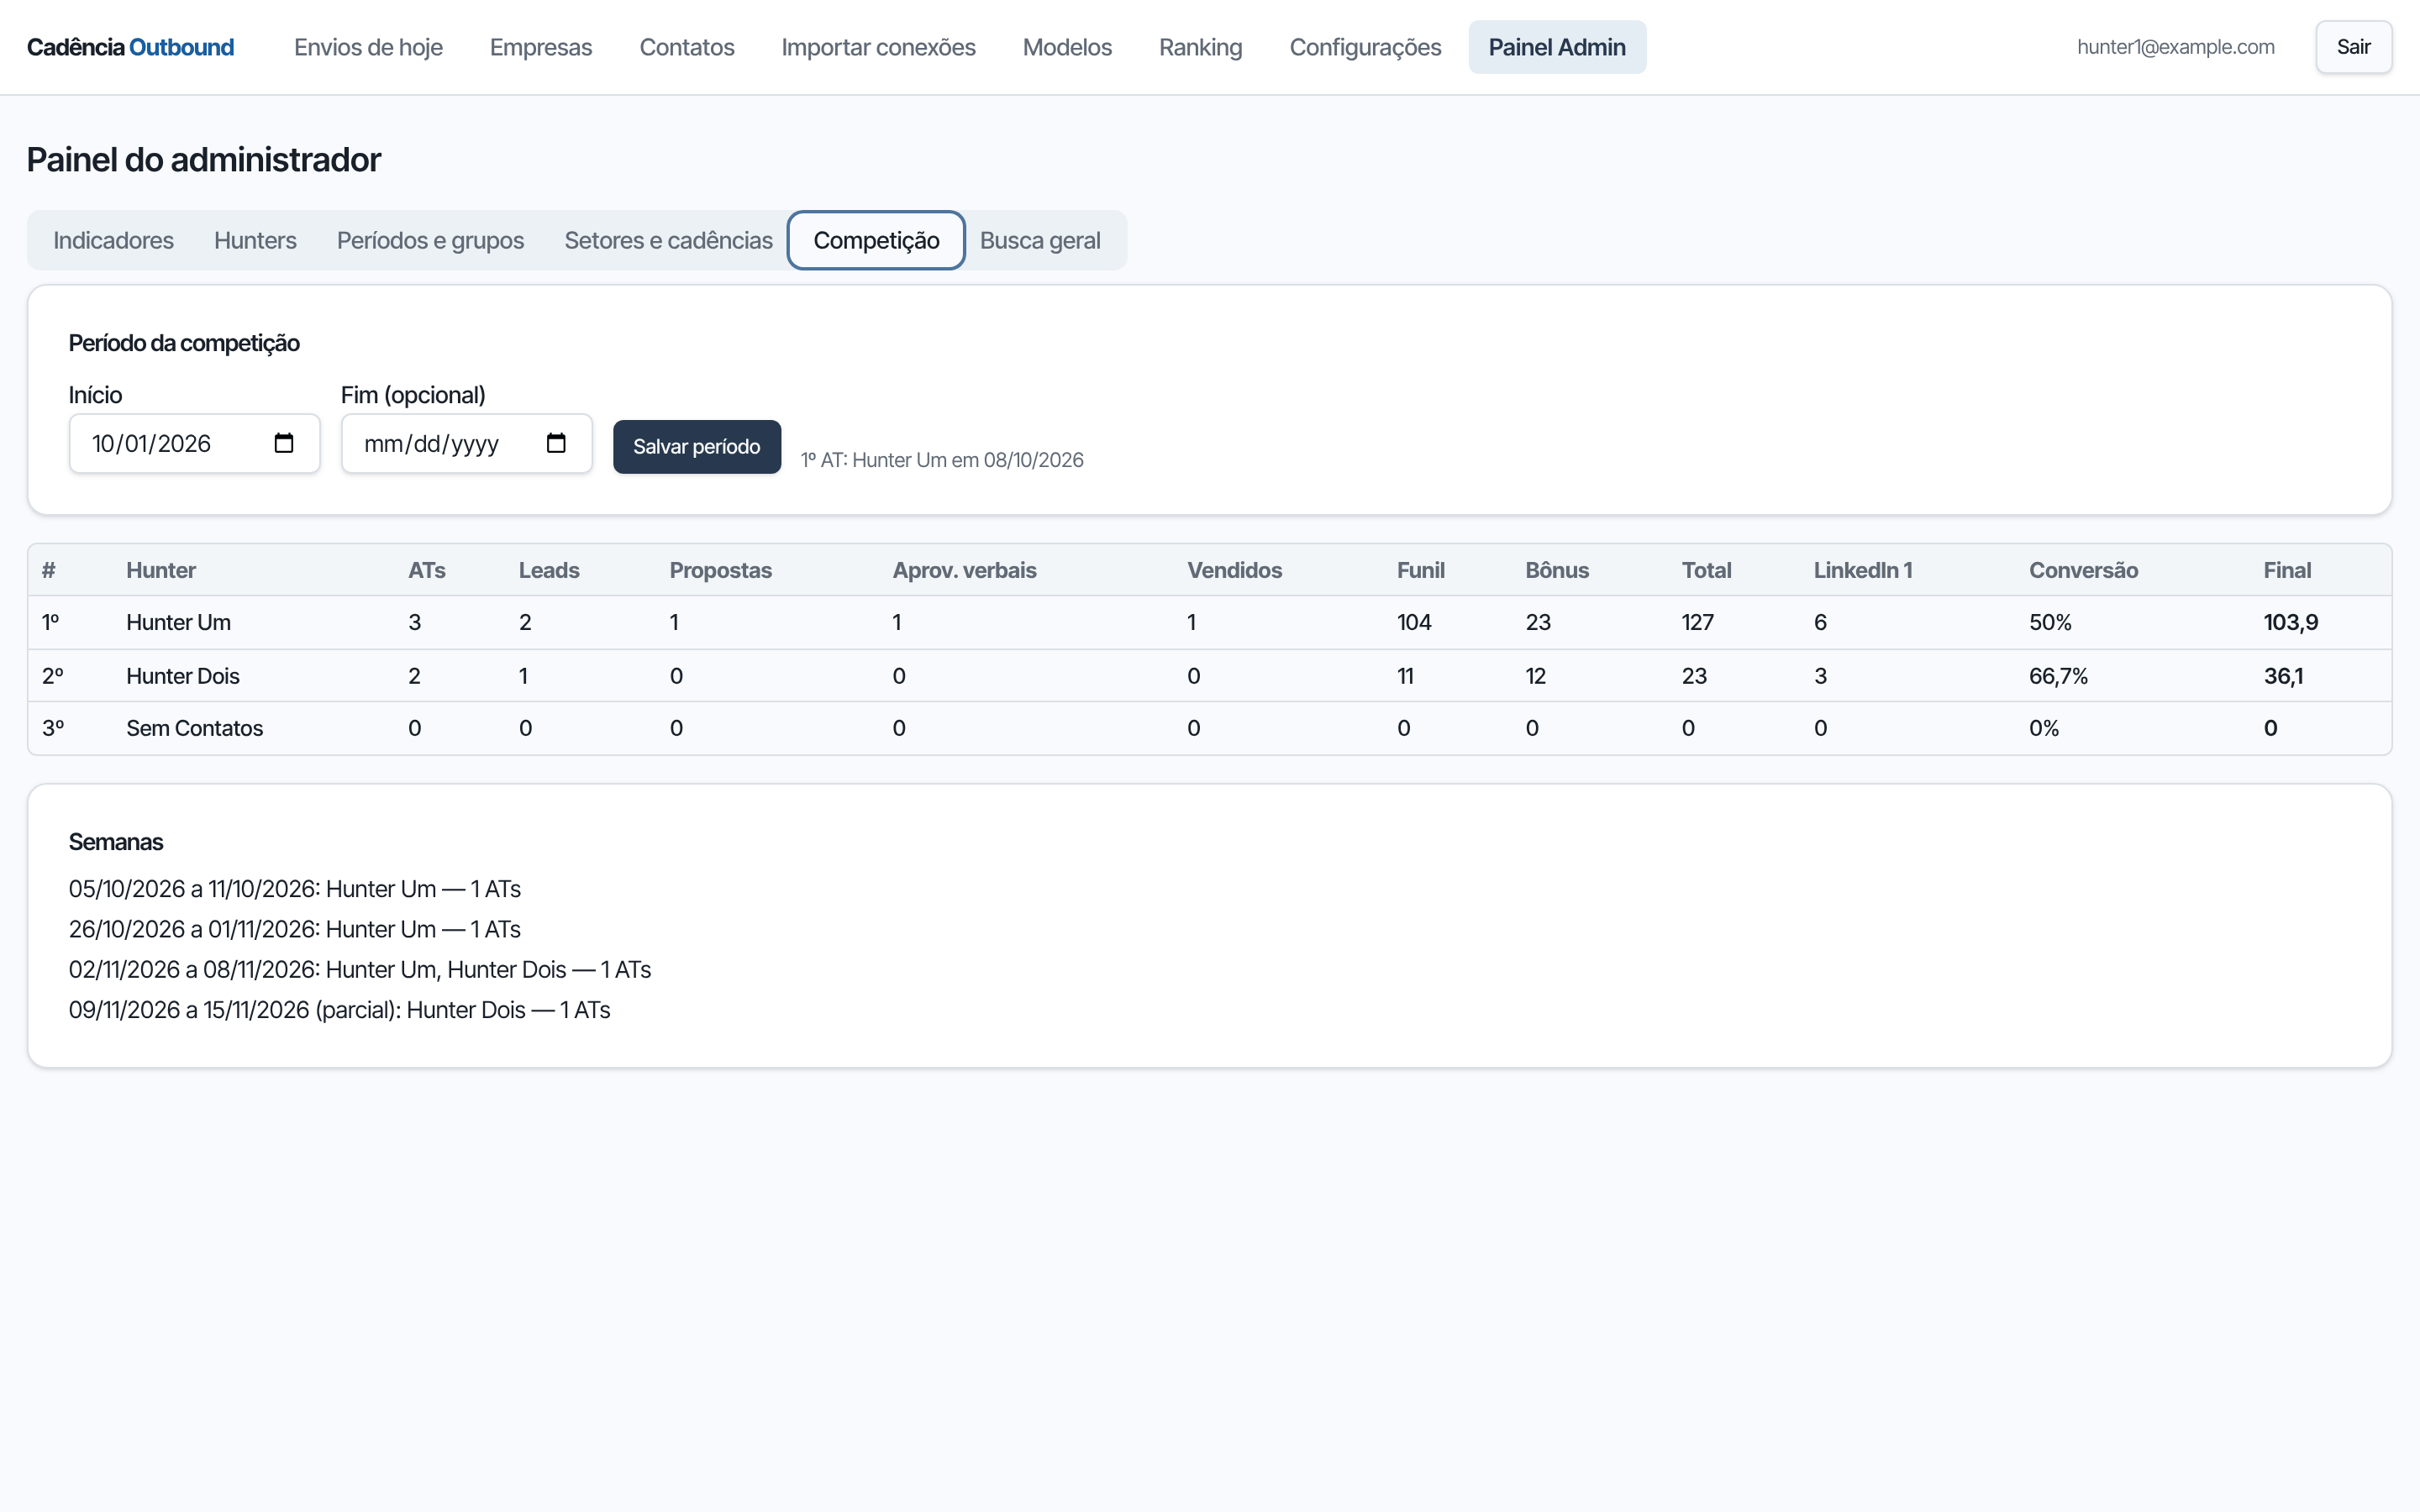 Cadência Outbound Envios de hoje Empresas Contatos Importar conexões Modelos Ranking Configurações Painel Admin hunter1@example.com Sair
Painel do administrador
Indicadores Hunters Períodos e grupos Setores e cadências Competição Busca geral
Período da competição
Início Fim (opcional)
10/01/2026 mm/dd/yyyy Salvar período 1º AT: Hunter Um em 08/10/2026
# Hunter ATs Leads Propostas Aprov. verbais Vendidos Funil Bônus Total LinkedIn 1 Conversão Final
1º Hunter Um 3 2 1 1 1 104 23 127 6 50% 103,9
2º Hunter Dois 2 1 0 0 0 11 12 23 3 66,7% 36,1
3º Sem Contatos 0 0 0 0 0 0 0 0 0 0% 0
Semanas
05/10/2026 a 11/10/2026: Hunter Um — 1 ATs
26/10/2026 a 01/11/2026: Hunter Um — 1 ATs
02/11/2026 a 08/11/2026: Hunter Um, Hunter Dois — 1 ATs
09/11/2026 a 15/11/2026 (parcial): Hunter Dois — 1 ATs